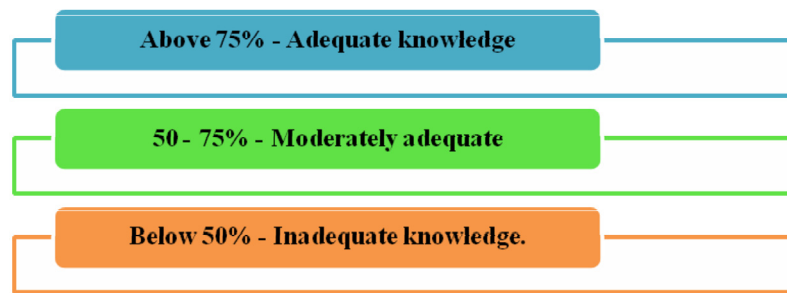 Above 75% - Adequate knowledge
50 - 75% - Moderately adequate
Below 50% - Inadequate knowledge.